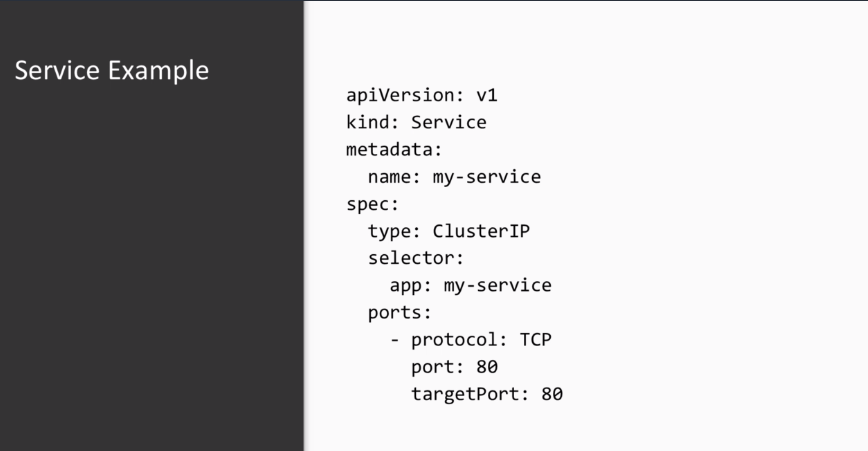 Service Example
apiVersion: v1
kind: Service
metadata:
  name: my-service
spec:
  type: ClusterIP
  selector:
    app: my-service
  ports:
    - protocol: TCP
      port: 80
      targetPort: 80